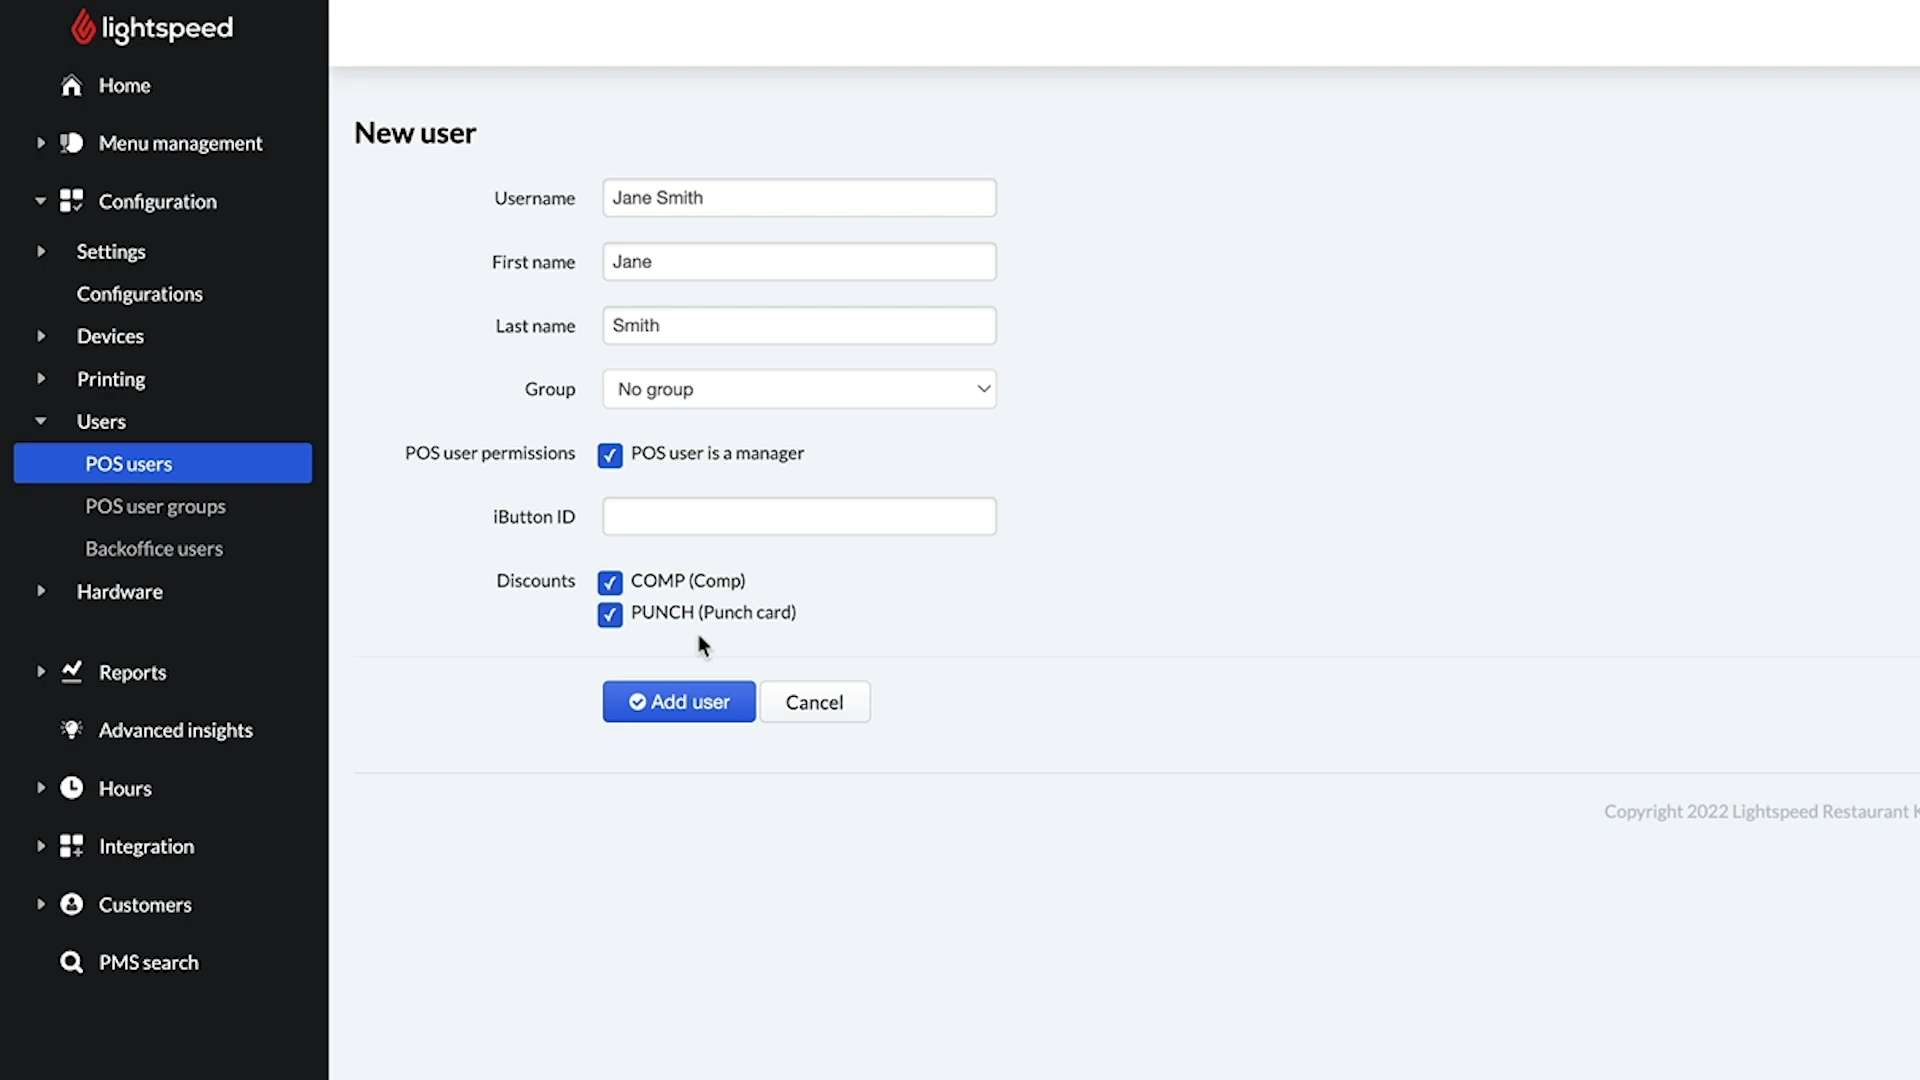 lightspeed
Home
Menu management
Configuration
Settings
Configurations
Devices
Printing
Users
POS users
POS user groups
Backoffice users
Hardware
Reports
Advanced insights
Hours
Integration
Customers
PMS search
New user
Username Jane Smith
First name Jane
Last name Smith
Group No group
POS user permissions POS user is a manager
iButton ID
Discounts COMP (Comp)
PUNCH (Punch card)
Add user Cancel
Copyright 2022 Lightspeed Restaurant K